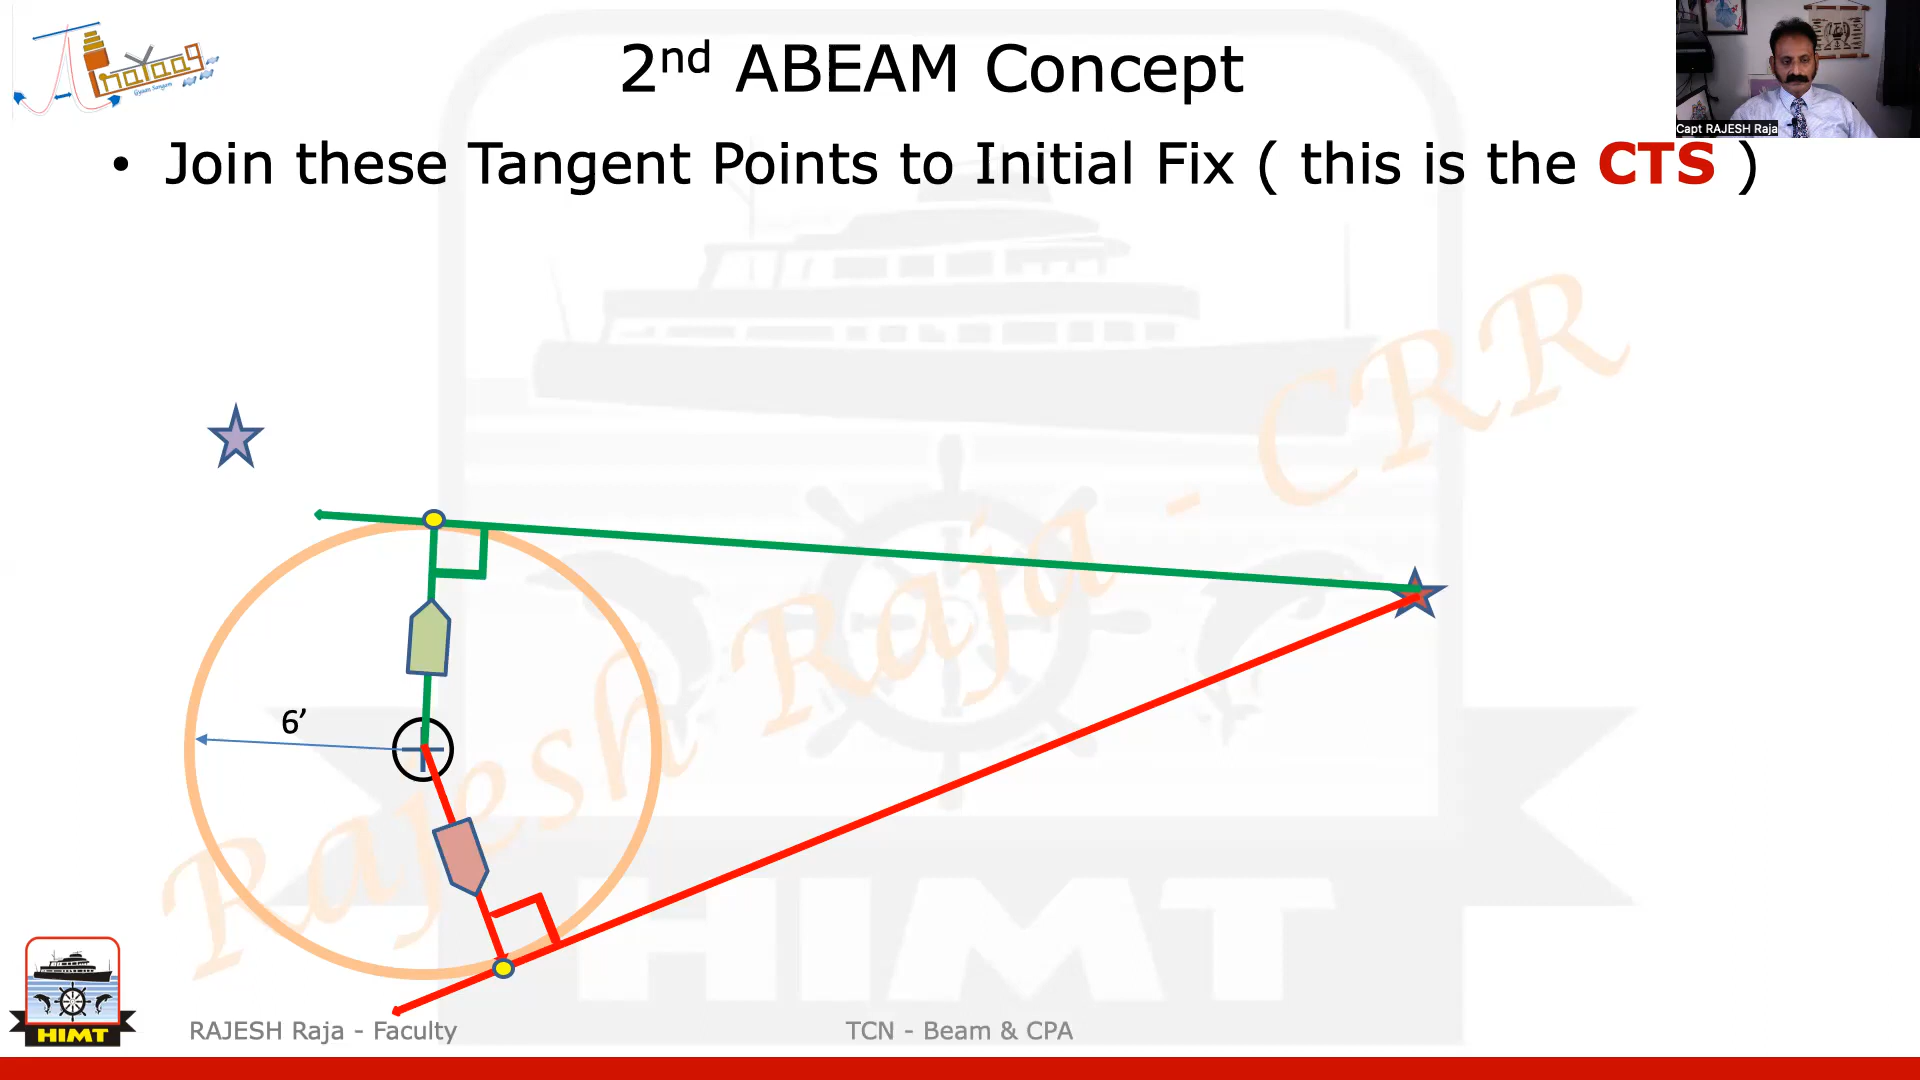 2nd ABEAM Concept
Capt RAJESH Raja
• Join these Tangent Points to Initial Fix ( this is the CTS )
Rajesh Raja - CRR
6’
HIMT
HIMT
RAJESH Raja - Faculty
TCN - Beam & CPA